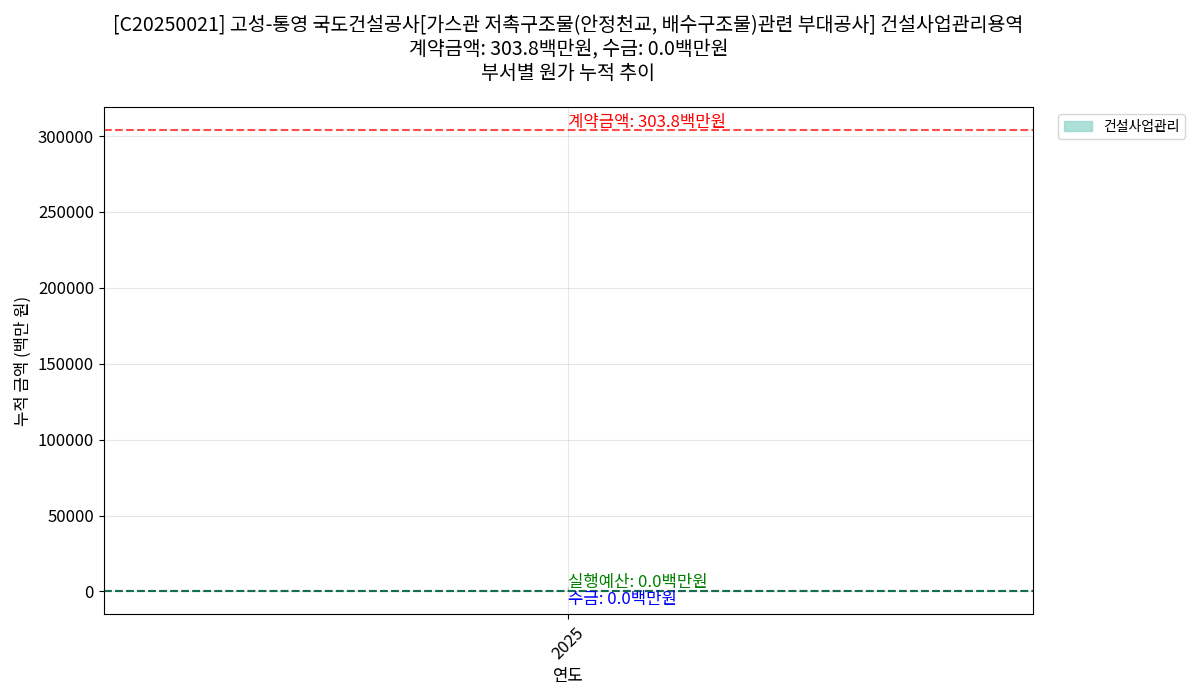 [C20250021] 고성-통영 국도건설공사[가스관 저촉구조물(안정천교, 배수구조물)관련 부대공사] 건설사업관리용역
계약금액: 303.8백만원, 수금: 0.0백만원
부서별 원가 누적 추이
계약금액: 303.8백만원
건설사업관리
300000
250000
200000
150000
100000
50000
0
누적 금액 (백만 원)
실행예산: 0.0백만원
수금: 0.0백만원
2025
연도